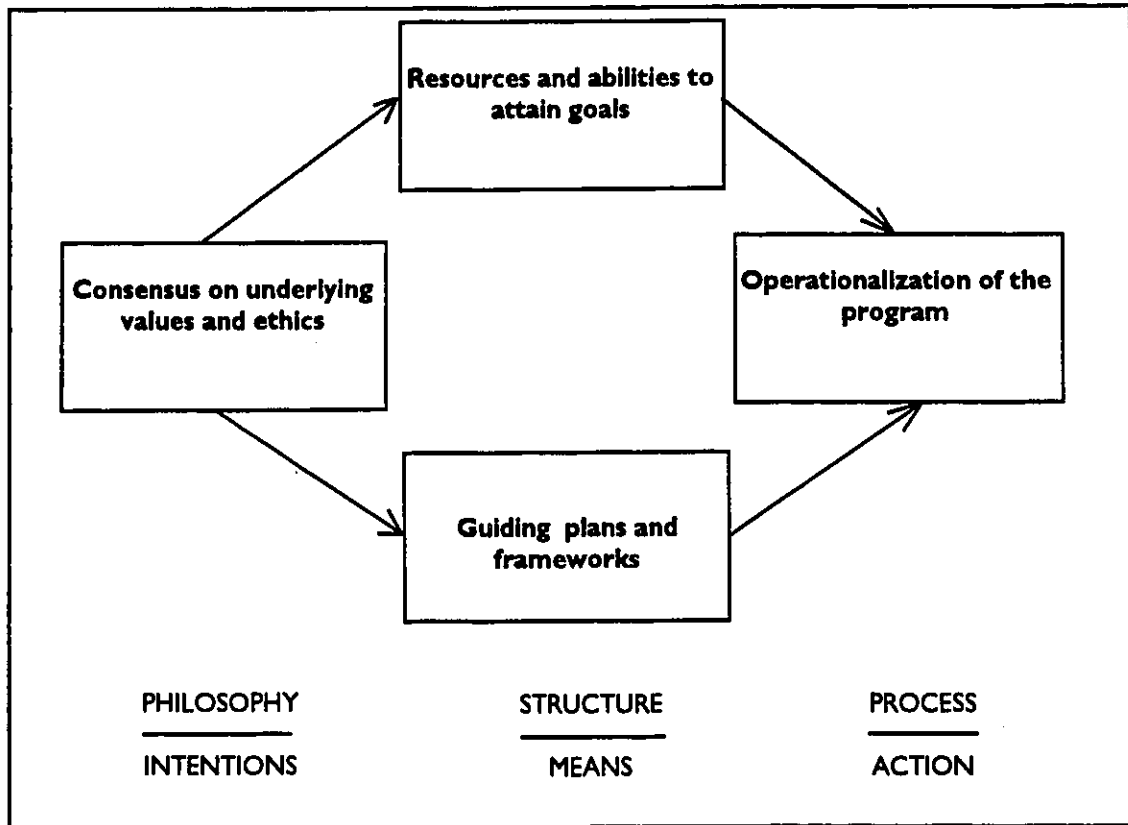 Resources and abilities to
attain goals
Consensus on underlying
values and ethics
Operationalization of the
program
Guiding plans and
frameworks
PHILOSOPHY
INTENTIONS
STRUCTURE
MEANS
PROCESS
ACTION